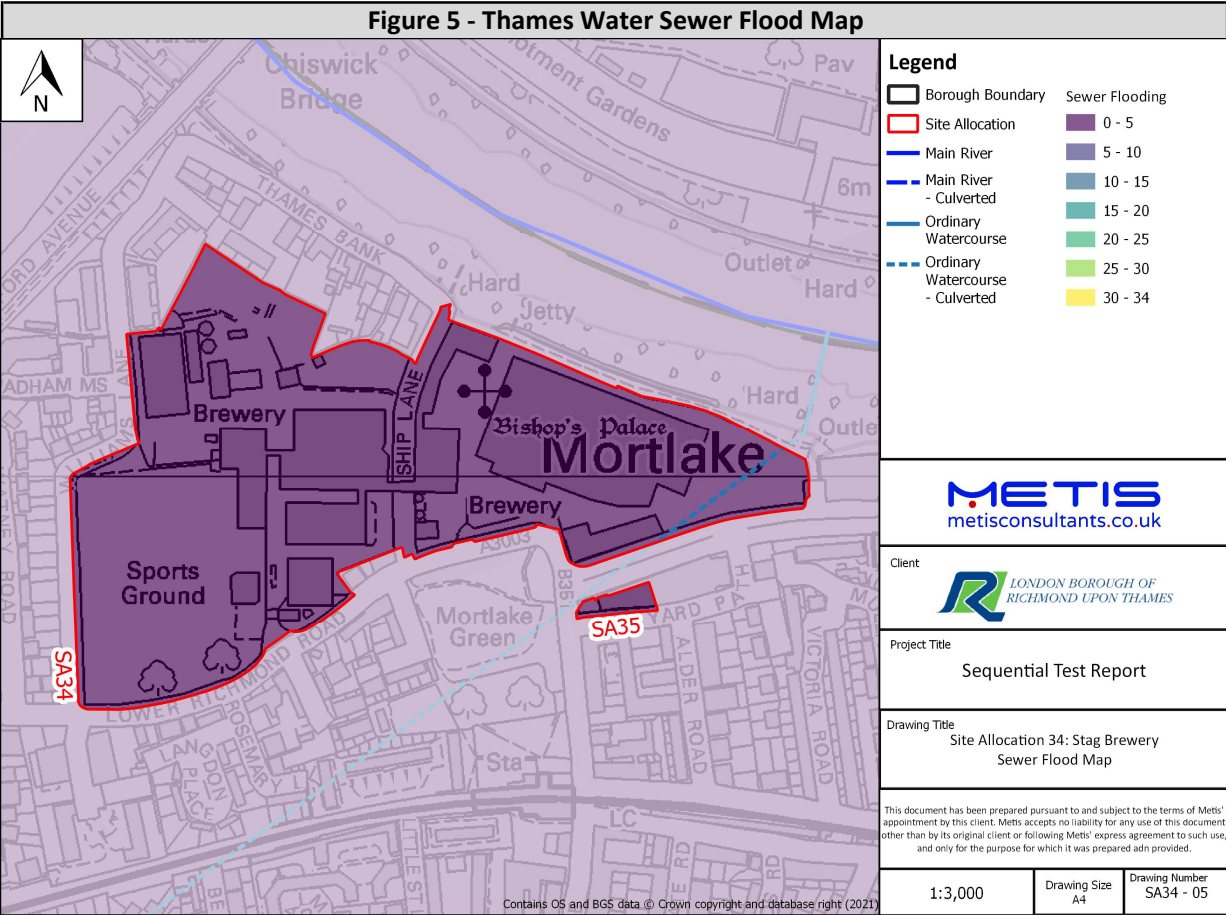 Figure 5 - Thames Water Sewer Flood Map
N
Chiswick
Bridge
Pav
6m
THAMES BANK
Outlet
Hard
Hard
Jetty
Hard
SHIP LANE
Brewery
Bishop's Palace
Mortlake
Brewery
A3003
Sports
Ground
Mortlake
Green
SA35
SA34
LOWER RICHMOND ROAD
ALDER ROAD
VICTORIA ROAD
LANGDON
PLACE
Sta
LC
Contains OS and BGS data © Crown copyright and database right (2021)
Legend
Borough Boundary
Site Allocation
Main River
Main River
- Culverted
Ordinary
Watercourse
Ordinary
Watercourse
- Culverted
Sewer Flooding
0 - 5
5 - 10
10 - 15
15 - 20
20 - 25
25 - 30
30 - 34
METIS
metisconsultants.co.uk
Client
LONDON BOROUGH OF
RICHMOND UPON THAMES
Project Title
Sequential Test Report
Drawing Title
Site Allocation 34: Stag Brewery
Sewer Flood Map
This document has been prepared pursuant to and subject to the terms of Metis'
appointment by this client. Metis accepts no liability for any use of this document
other than by its original client or following Metis' express agreement to such use,
and only for the purpose for which it was prepared adn provided.
1:3,000
Drawing Size
A4
Drawing Number
SA34 - 05